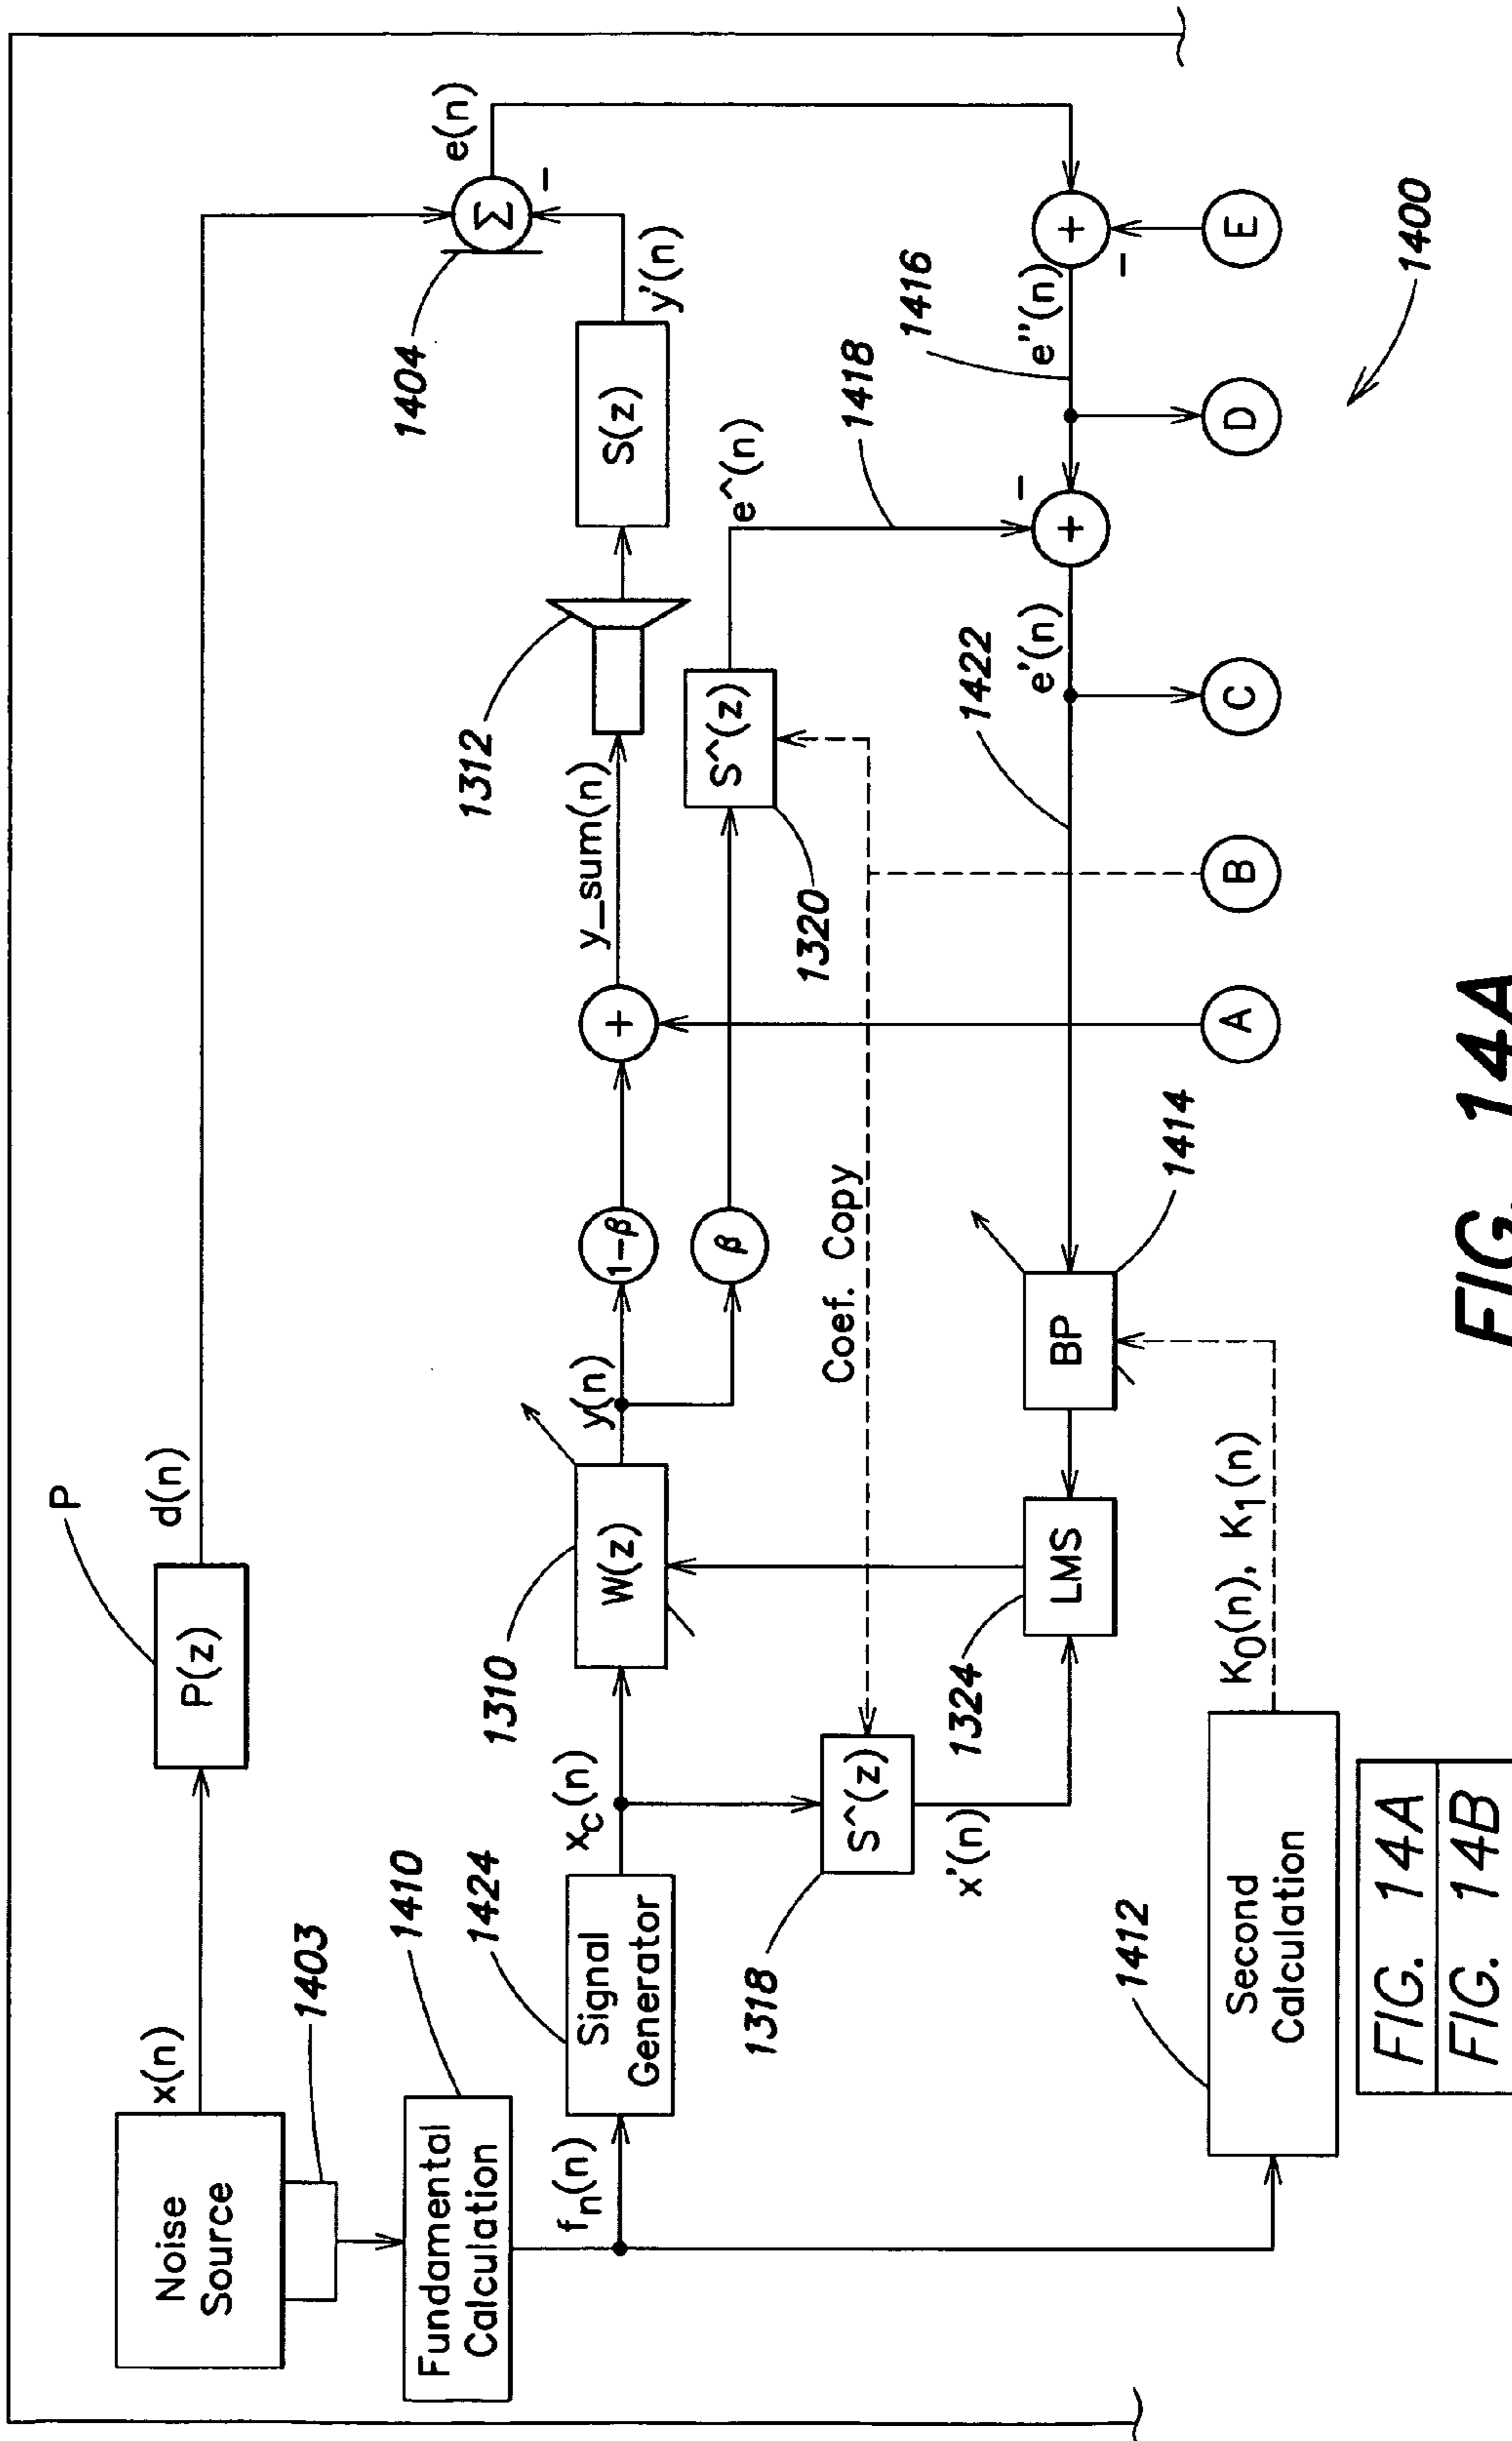 Noise
Source
x(n)
P(z)
P
d(n)
e(n)
Σ
-
1404
1403
Fundamental
Calculation
1410
f_n(n)
Signal
Generator
1424
x_c(n)
W(z)
1310
y(n)
1-β
β
+
y_sum(n)
1312
S(z)
y'(n)
S^(z)
1320
e^(n)
1418
Coef. Copy
S^(z)
1318
x'(n)
LMS
1324
BP
1414
1422
e'(n)
+
-
e''(n)
1416
+
-
A
B
C
D
E
Second
Calculation
1412
K_0(n), K_1(n)
1400
FIG. 14A
FIG. 14B
FIG. 14A